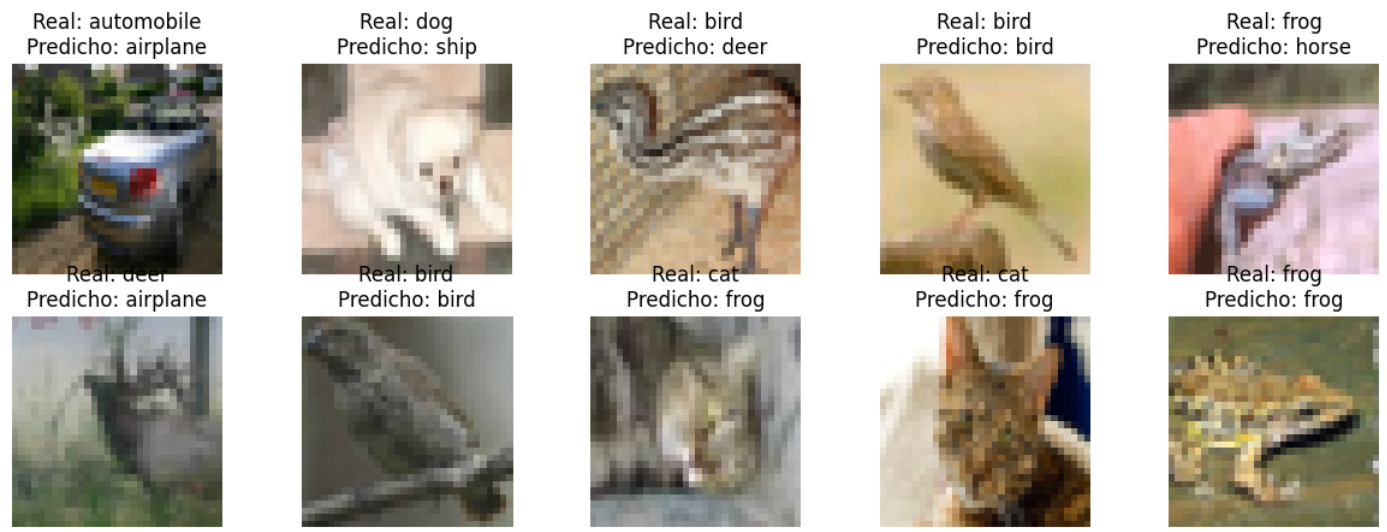 Real: automobile
Predicho: airplane
Real: dog
Predicho: ship
Real: bird
Predicho: deer
Real: bird
Predicho: bird
Real: frog
Predicho: horse
Real: deer
Predicho: airplane
Real: bird
Predicho: bird
Real: cat
Predicho: frog
Real: cat
Predicho: frog
Real: frog
Predicho: frog